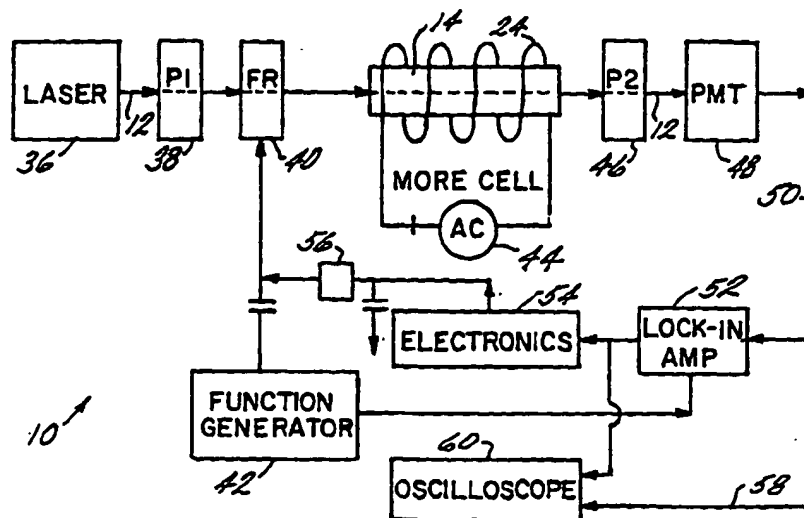 14
24
LASER
12
P1
FR
P2
12
PMT
36
38
40
46
48
MORE CELL
50
AC
44
56
54
52
ELECTRONICS
LOCK-IN
AMP
FUNCTION
GENERATOR
10
42
60
OSCILLOSCOPE
58